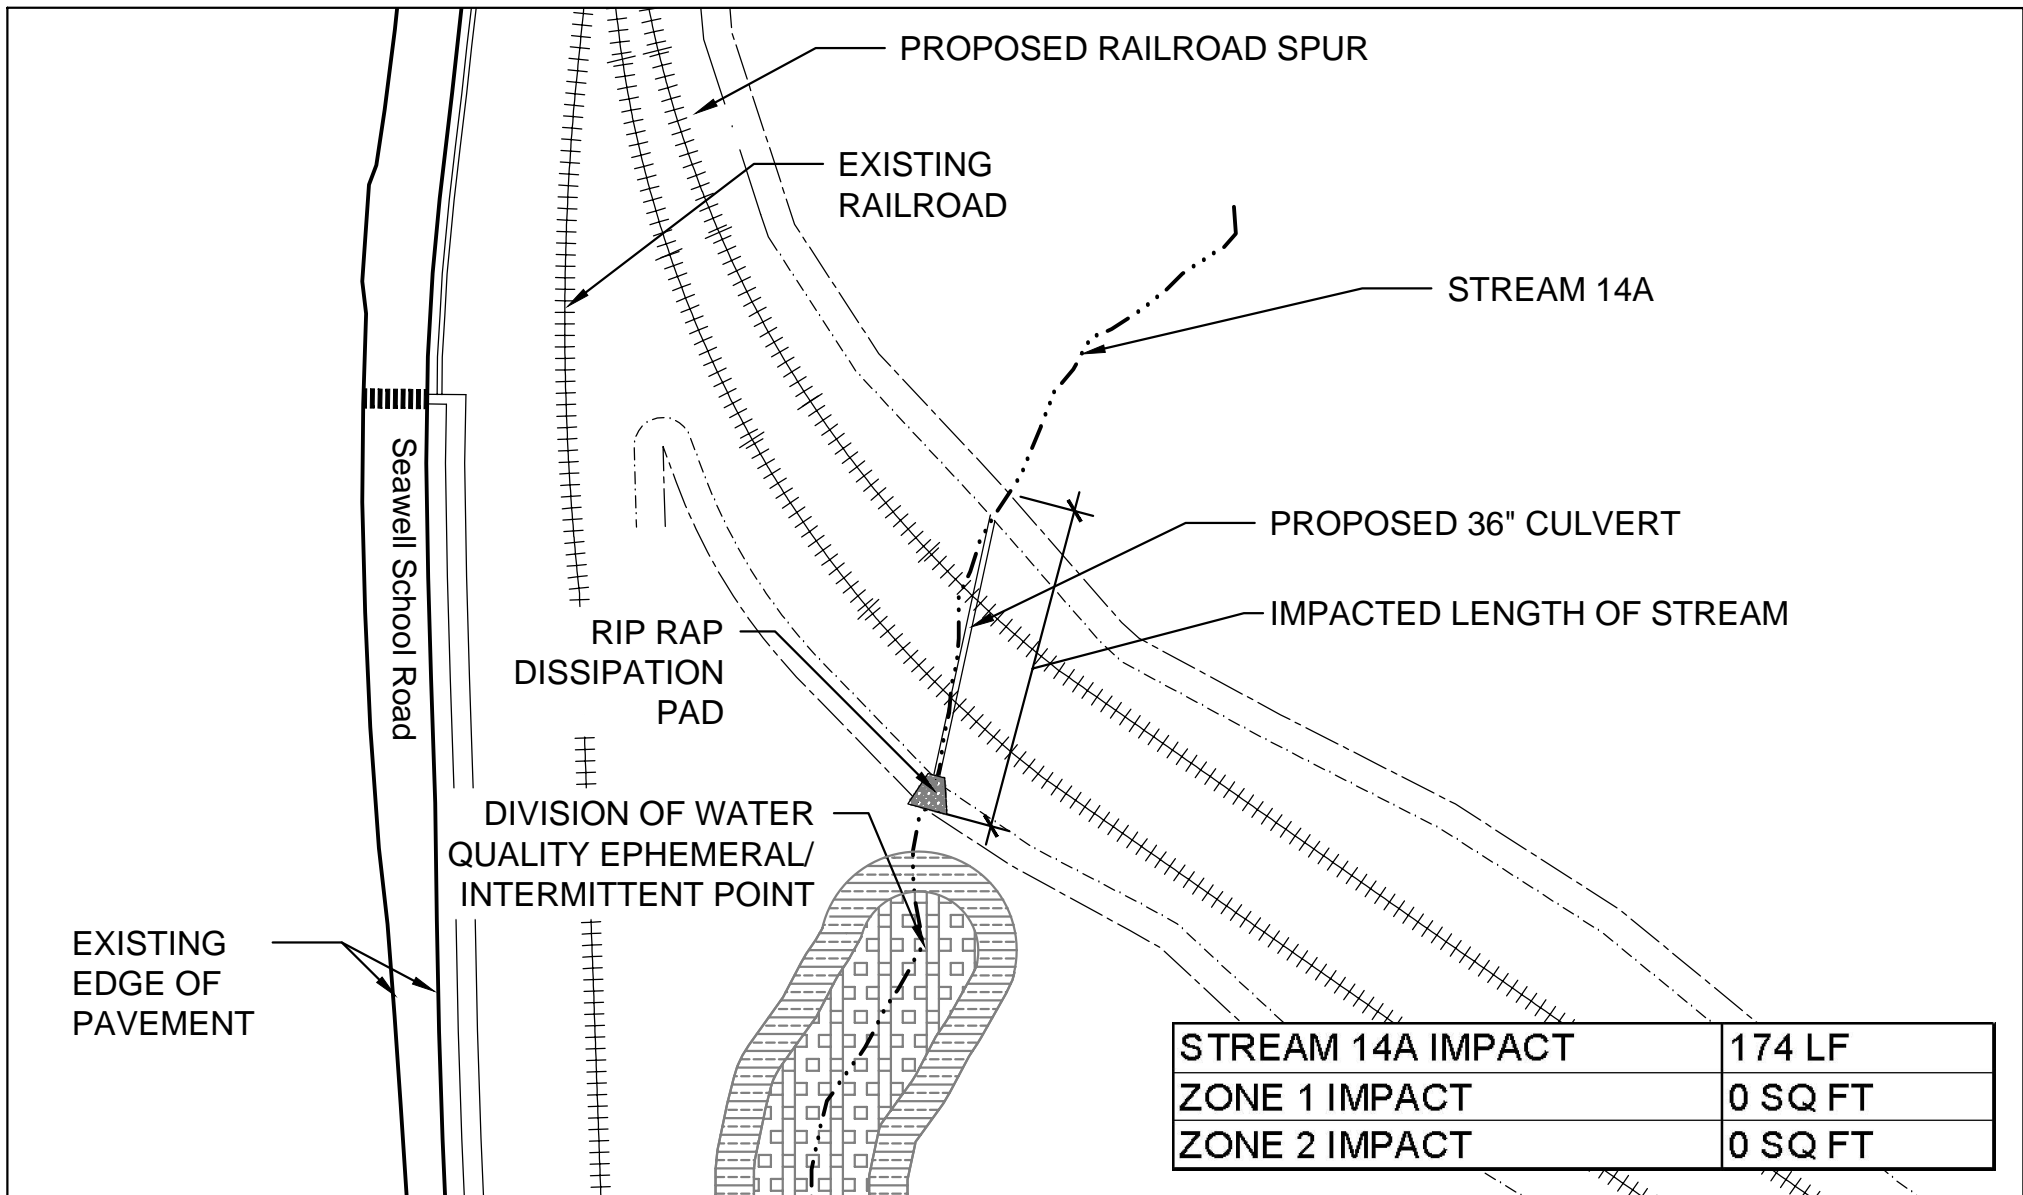 PROPOSED RAILROAD SPUR
EXISTING
RAILROAD
STREAM 14A
Seawell School Road
PROPOSED 36" CULVERT
IMPACTED LENGTH OF STREAM
RIP RAP
DISSIPATION
PAD
DIVISION OF WATER
QUALITY EPHEMERAL/
INTERMITTENT POINT
EXISTING
EDGE OF
PAVEMENT
STREAM 14A IMPACT 174 LF
ZONE 1 IMPACT 0 SQ FT
ZONE 2 IMPACT 0 SQ FT